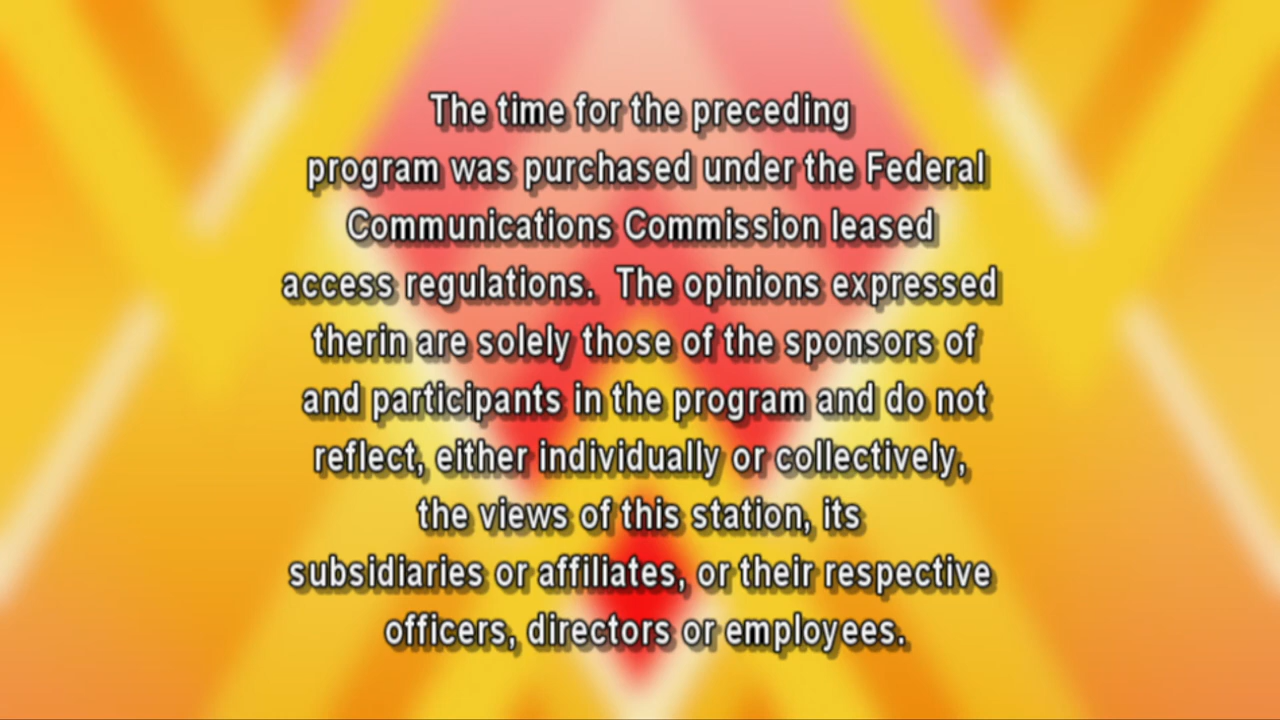 The time for the preceding
program was purchased under the Federal
Communications Commission leased
access regulations.  The opinions expressed
therin are solely those of the sponsors of
and participants in the program and do not
reflect, either individually or collectively,
the views of this station, its
subsidiaries or affiliates, or their respective
officers, directors or employees.